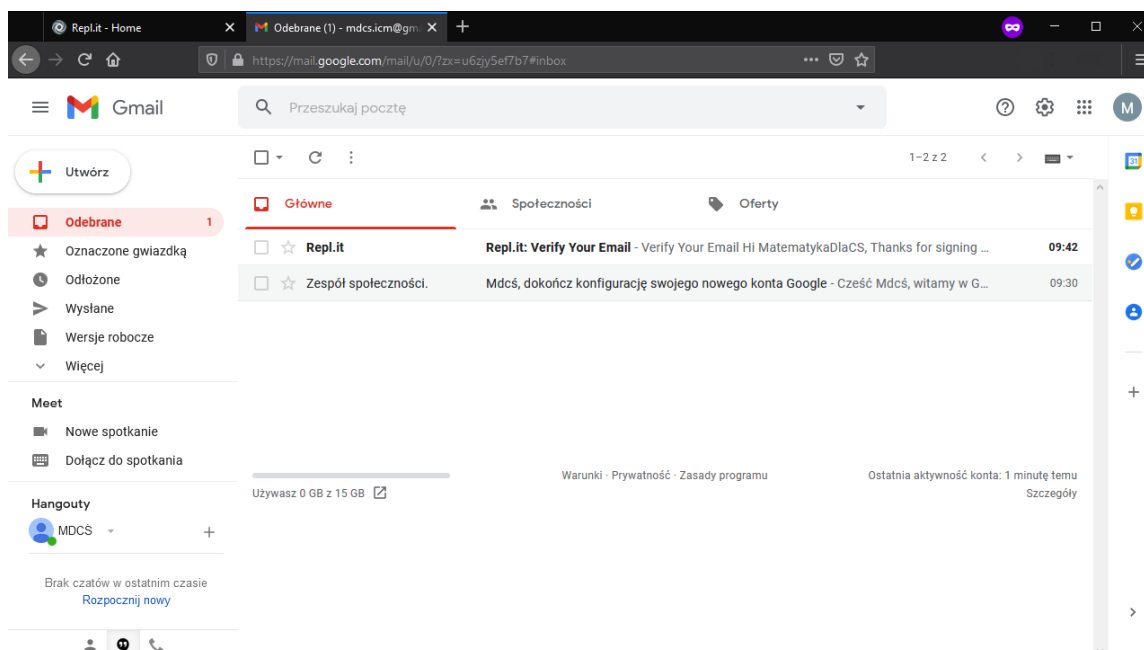 Repl.it - Home
Odebrane (1) - mdcs.icm@gm
https://mail.google.com/mail/u/0/?zx=u6zjy5ef7b7#inbox
Gmail
Przeszukaj pocztę
M
Utwórz
1–2 z 2
31
Główne
Społeczności
Oferty
Odebrane 1
Oznaczone gwiazdką
Odłożone
Wysłane
Wersje robocze
Więcej
Repl.it Repl.it: Verify Your Email - Verify Your Email Hi MatematykaDlaCS, Thanks for signing ... 09:42
Zespół społeczności. Mdcś, dokończ konfigurację swojego nowego konta Google - Cześć Mdcś, witamy w G... 09:30
Meet
Nowe spotkanie
Dołącz do spotkania
Hangouty
MDCŚ
Brak czatów w ostatnim czasie
Rozpocznij nowy
Używasz 0 GB z 15 GB
Warunki · Prywatność · Zasady programu
Ostatnia aktywność konta: 1 minutę temu
Szczegóły